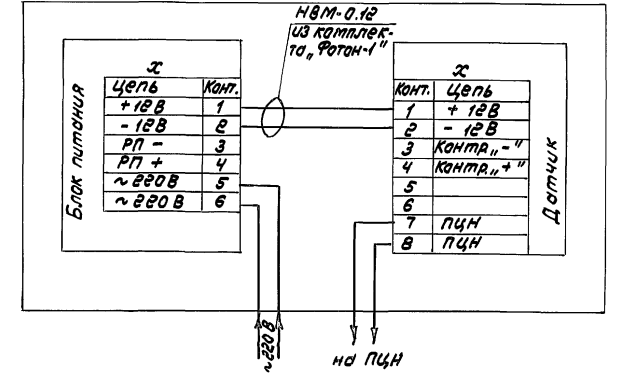 НВМ-0.12
из комплек-
та „Фотон-1"
Блок питания
Х
Цепь Конт.
+12В 1
-12В 2
РП - 3
РП + 4
~220В 5
~220В 6
Х
Конт. Цепь
1 +12В
2 -12В
3 Контр.„-"
4 Контр.„+"
5
6
7 ПЦН
8 ПЦН
Датчик
~220В
на ПЦН